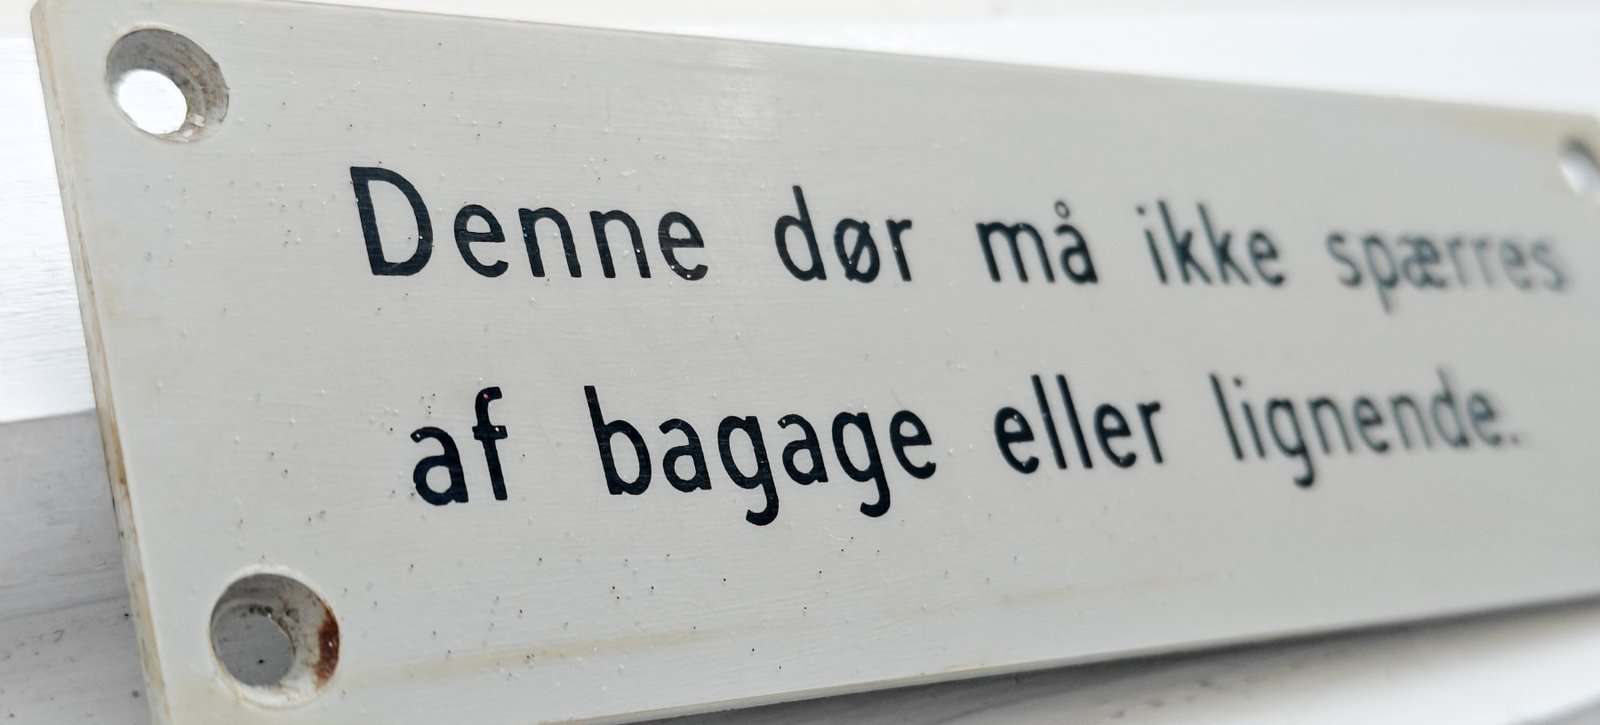 Denne dør må ikke spærres
af bagage eller lignende.